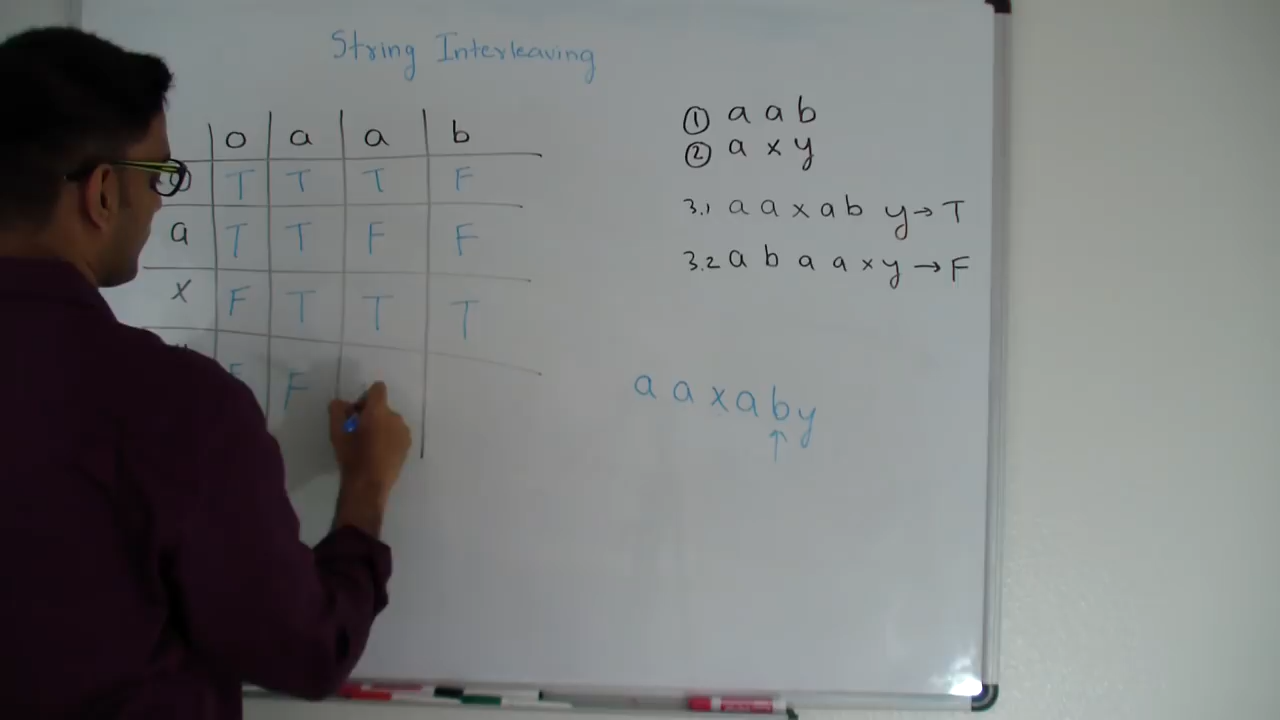 String Interleaving
0 a a b
T T T F
a T T F F
x F T T T
F F
① a a b
② a x y
3.1 a a x a b y → T
3.2 a b a a x y → F
a a x a b y
↑